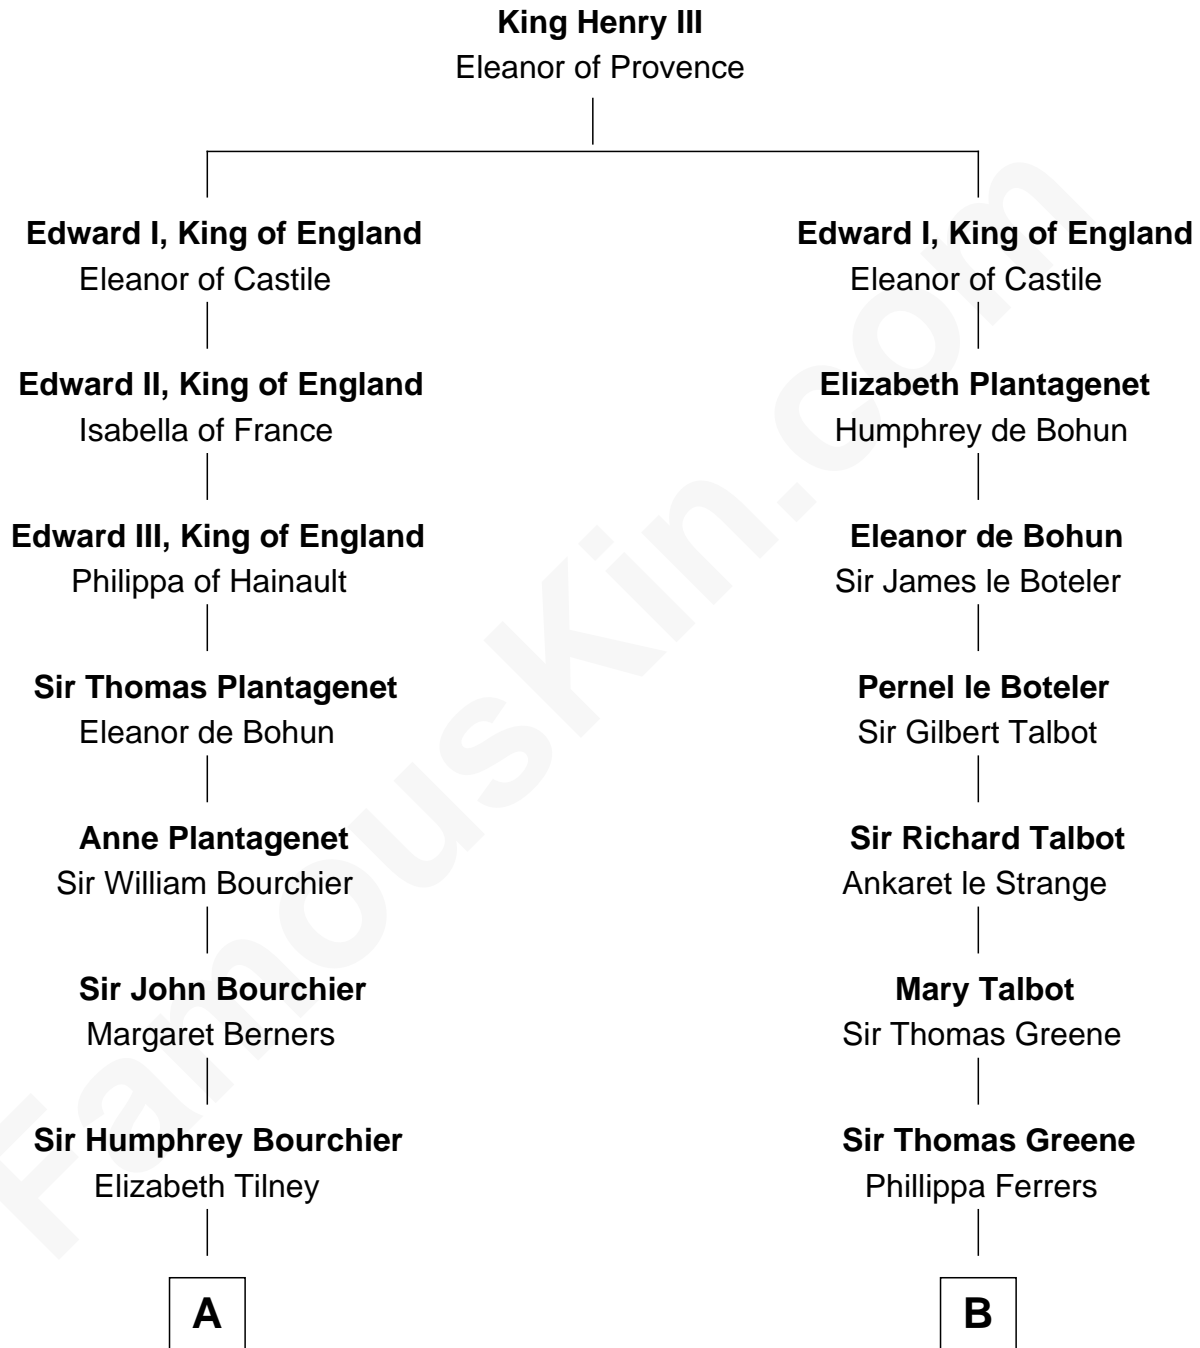 King Henry III
Eleanor of Provence
Edward I, King of England
Eleanor of Castile
Edward II, King of England
Isabella of France
Edward III, King of England
Philippa of Hainault
Sir Thomas Plantagenet
Eleanor de Bohun
Anne Plantagenet
Sir William Bourchier
Sir John Bourchier
Margaret Berners
Sir Humphrey Bourchier
Elizabeth Tilney
A
Edward I, King of England
Eleanor of Castile
Elizabeth Plantagenet
Humphrey de Bohun
Eleanor de Bohun
Sir James le Boteler
Pernel le Boteler
Sir Gilbert Talbot
Sir Richard Talbot
Ankaret le Strange
Mary Talbot
Sir Thomas Greene
Sir Thomas Greene
Phillippa Ferrers
B
FamousKin.com